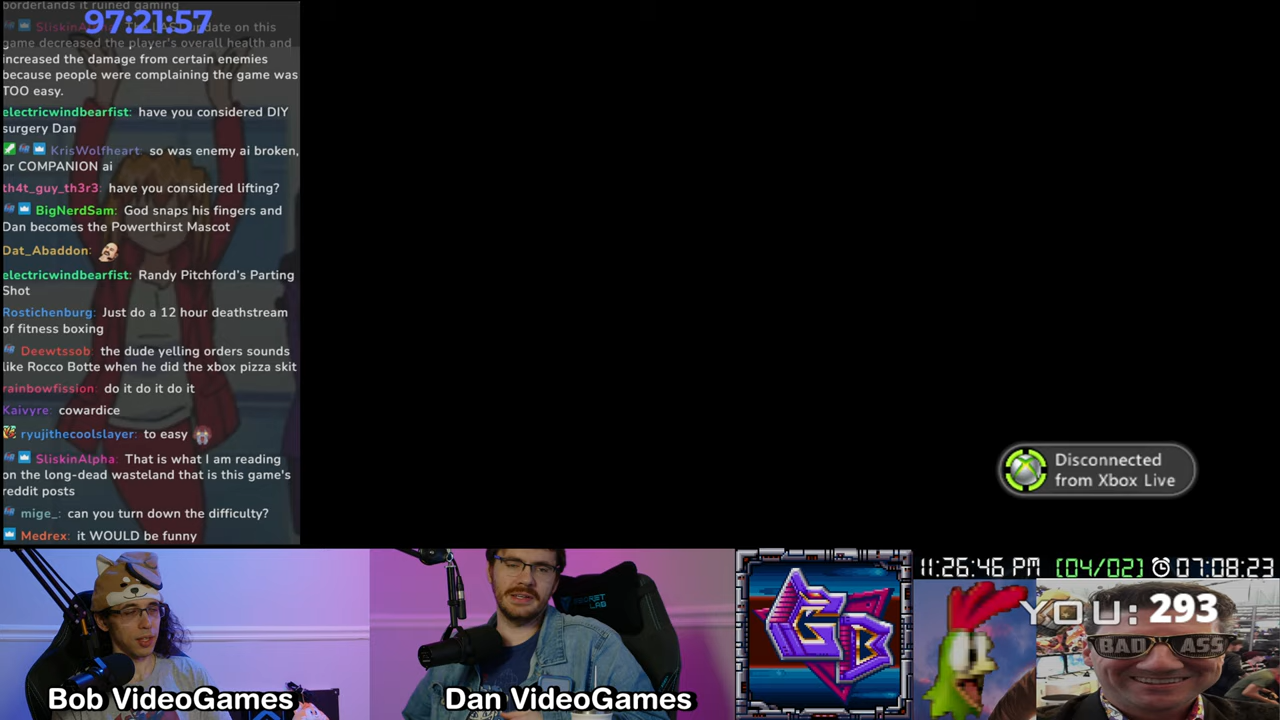 borderlands it ruined gaming
97:21:57
SliskinAlpha: The LAST update on this
game decreased the player's overall health and
increased the damage from certain enemies
because people were complaining the game was
TOO easy.
electricwindbearfist: have you considered DIY
surgery Dan
KrisWolfheart: so was enemy ai broken,
or COMPANION ai
th4t_guy_th3r3: have you considered lifting?
BigNerdSam: God snaps his fingers and
Dan becomes the Powerthirst Mascot
Dat_Abaddon:
electricwindbearfist: Randy Pitchford's Parting
Shot
Rostichenburg: Just do a 12 hour deathstream
of fitness boxing
Deewtssob: the dude yelling orders sounds
like Rocco Botte when he did the xbox pizza skit
rainbowfission: do it do it do it
Kaivyre: cowardice
ryujithecoolslayer: to easy
SliskinAlpha: That is what I am reading
on the long-dead wasteland that is this game's
reddit posts
mige_: can you turn down the difficulty?
Medrex: it WOULD be funny
Disconnected
from Xbox Live
11:26:46 PM [04/02] 07:08:23
YOU: 293
BAD ASS
SECRET
LAB
GB
Bob VideoGames
Dan VideoGames